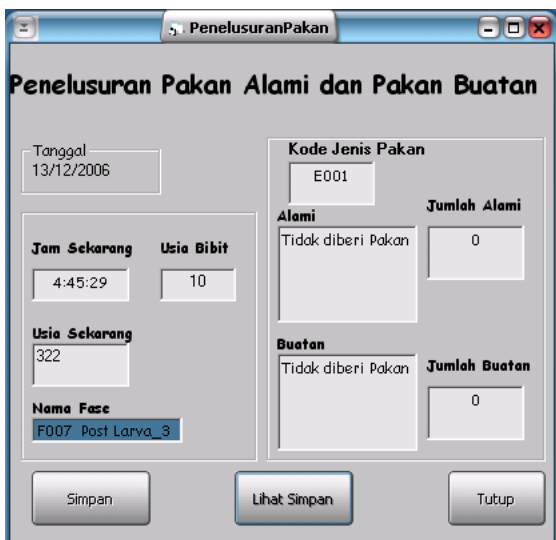 PenelusuranPakan
Penelusuran Pakan Alami dan Pakan Buatan
Tanggal
13/12/2006
Jam Sekarang Usia Bibit
4:45:29 10
Usia Sekarang
322
Nama Fase
F007 Post Larva_3
Kode Jenis Pakan
E001
Alami Jumlah Alami
Tidak diberi Pakan 0
Buatan Jumlah Buatan
Tidak diberi Pakan 0
Simpan Lihat Simpan Tutup